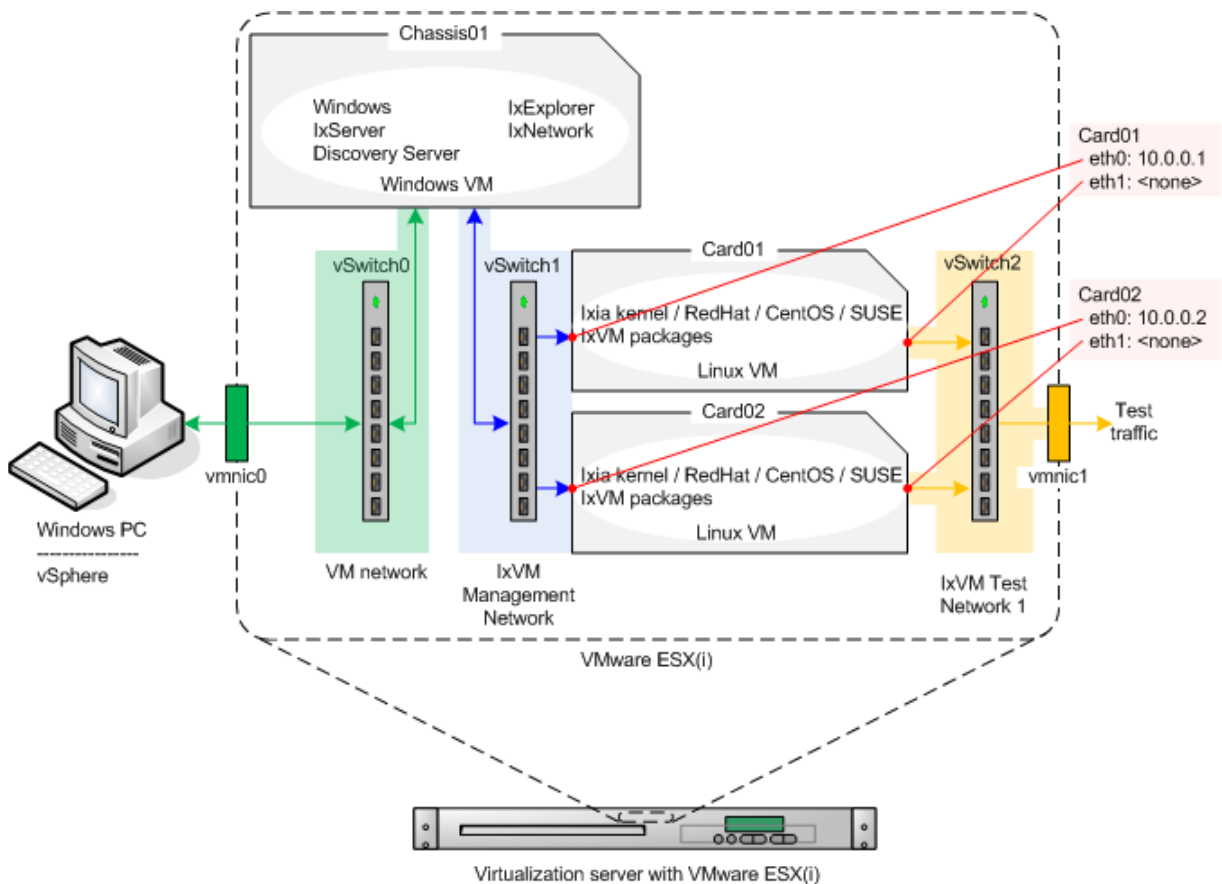 Chassis01
Windows
IxServer
Discovery Server
IxExplorer
IxNetwork
Windows VM
Card01
eth0: 10.0.0.1
eth1: <none>
vSwitch0
vSwitch1
Card01
Ixia kernel / RedHat / CentOS / SUSE
IxVM packages
Linux VM
vSwitch2
Card02
eth0: 10.0.0.2
eth1: <none>
Card02
Ixia kernel / RedHat / CentOS / SUSE
IxVM packages
Linux VM
vmnic0
vmnic1
Test
traffic
Windows PC
----------------
vSphere
VM network
IxVM
Management
Network
IxVM Test
Network 1
VMware ESX(i)
Virtualization server with VMware ESX(i)